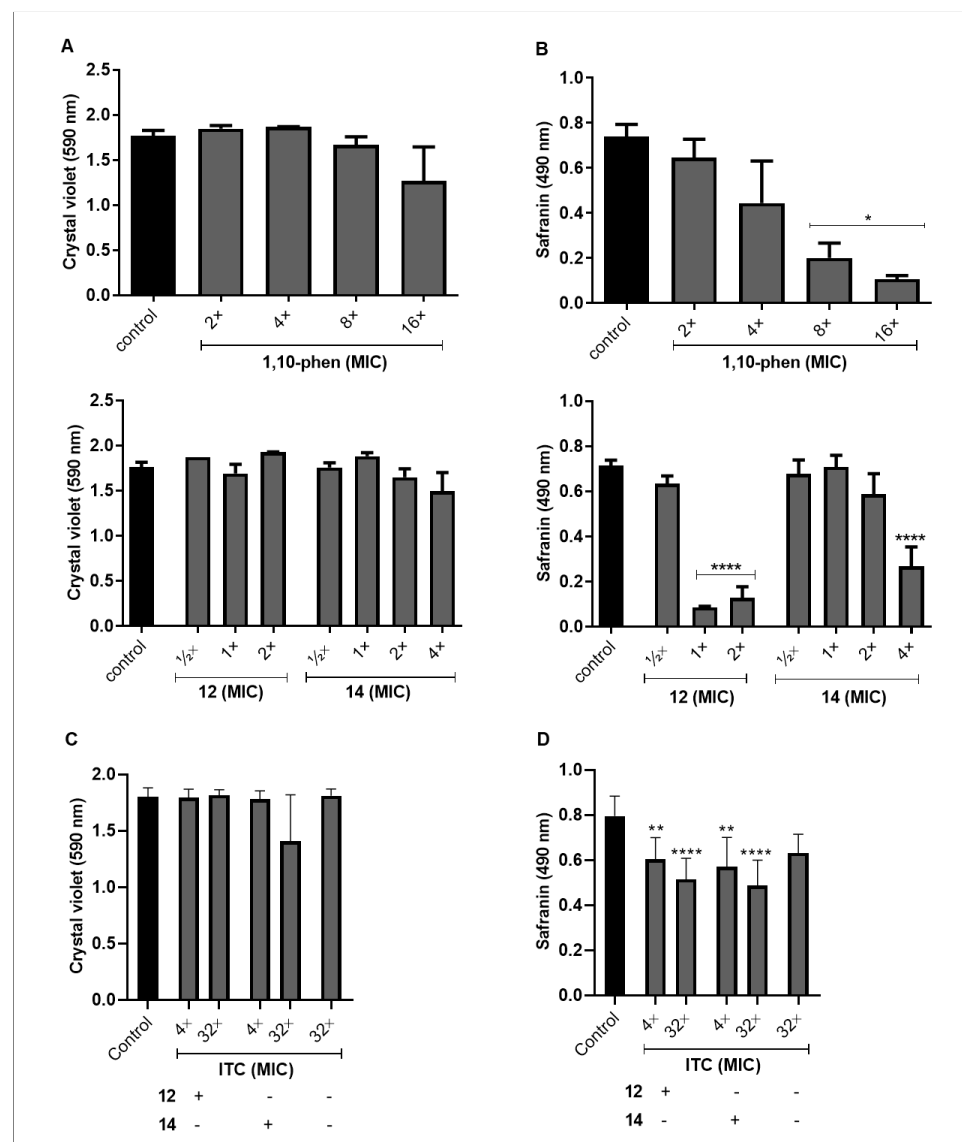 A
B
Crystal violet (590 nm)
2.5
2.0
1.5
1.0
0.5
0.0
control
2×
4×
8×
16×
1,10-phen (MIC)
Safranin (490 nm)
1.0
0.8
0.6
0.4
0.2
0.0
*
control
2×
4×
8×
16×
1,10-phen (MIC)
Crystal violet (590 nm)
2.5
2.0
1.5
1.0
0.5
0.0
control
½×
1×
2×
½×
1×
2×
4×
12 (MIC)
14 (MIC)
Safranin (490 nm)
1.0
0.8
0.6
0.4
0.2
0.0
****
****
control
½×
1×
2×
½×
1×
2×
4×
12 (MIC)
14 (MIC)
C
D
Crystal violet (590 nm)
2.0
1.5
1.0
0.5
0.0
Control
4×
32×
4×
32×
32×
ITC (MIC)
12 + - -
14 - + -
Safranin (490 nm)
1.0
0.8
0.6
0.4
0.2
0.0
**
****
**
****
Control
4×
32×
4×
32×
32×
ITC (MIC)
12 + - -
14 - + -